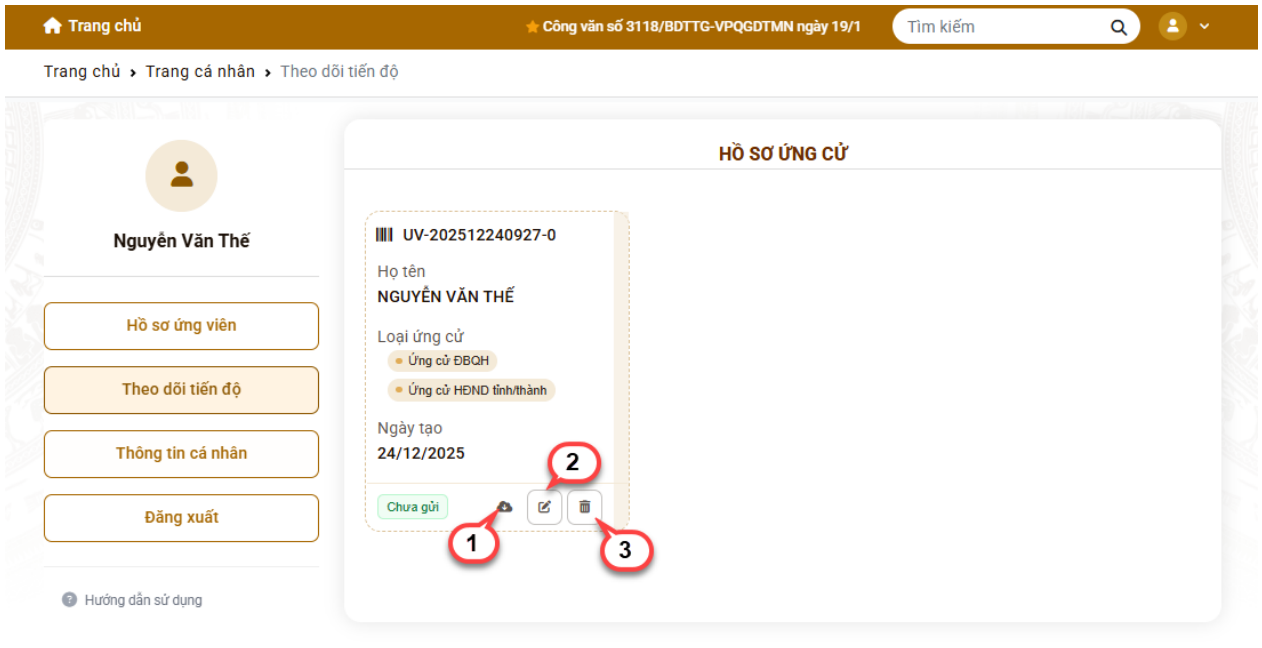 Trang chủ
Công văn số 3118/BDTTG-VPQGDTMN ngày 19/1
Tìm kiếm
Trang chủ › Trang cá nhân › Theo dõi tiến độ
Nguyễn Văn Thế
Hồ sơ ứng viên
Theo dõi tiến độ
Thông tin cá nhân
Đăng xuất
Hướng dẫn sử dụng
HỒ SƠ ỨNG CỬ
UV-202512240927-0
Họ tên
NGUYỄN VĂN THẾ
Loại ứng cử
Ứng cử ĐBQH
Ứng cử HĐND tỉnh/thành
Ngày tạo
24/12/2025
Chưa gửi
1
2
3